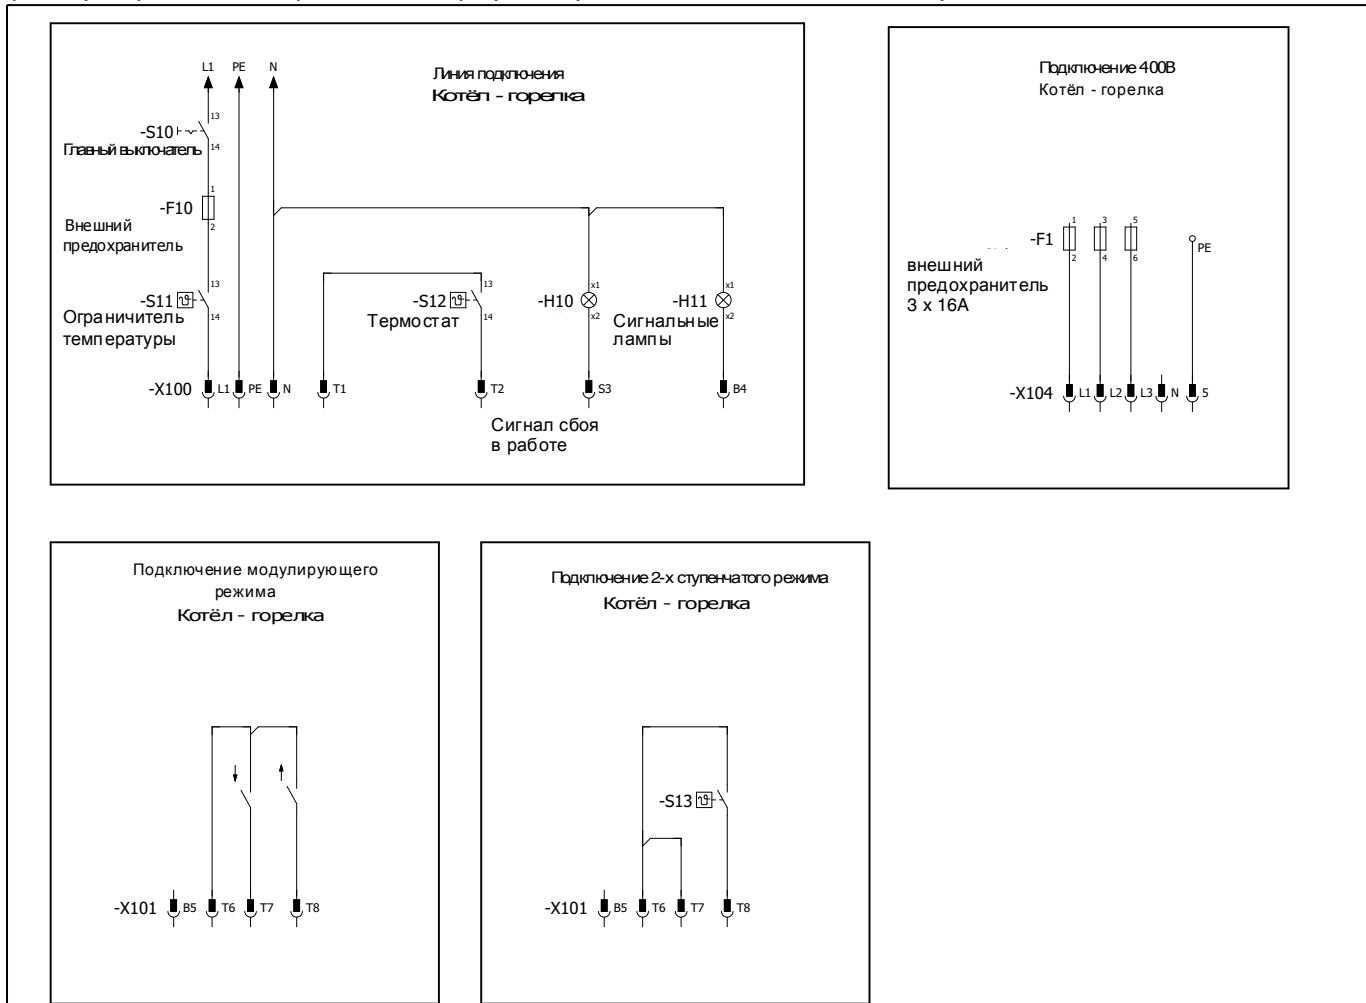 L1 PE N
Линия подключения
Котёл - горелка
13
-S10
14
Главный выключатель
1
-F10
2
Внешний
предохранитель
13
-S11
14
Ограничитель
температуры
13
-S12
14
Термостат
x1
-H10
x2
x1
-H11
x2
Сигнальные
лампы
-X100 L1 PE N T1 T2 S3 B4
Сигнал сбоя
в работе
Подключение 400В
Котёл - горелка
1 3 5
-F1
2 4 6
PE
внешний
предохранитель
3 x 16A
-X104 L1 L2 L3 N 5
Подключение модулирующего
режима
Котёл - горелка
-X101 B5 T6 T7 T8
Подключение 2-х ступенчатого режима
Котёл - горелка
-S13
-X101 B5 T6 T7 T8